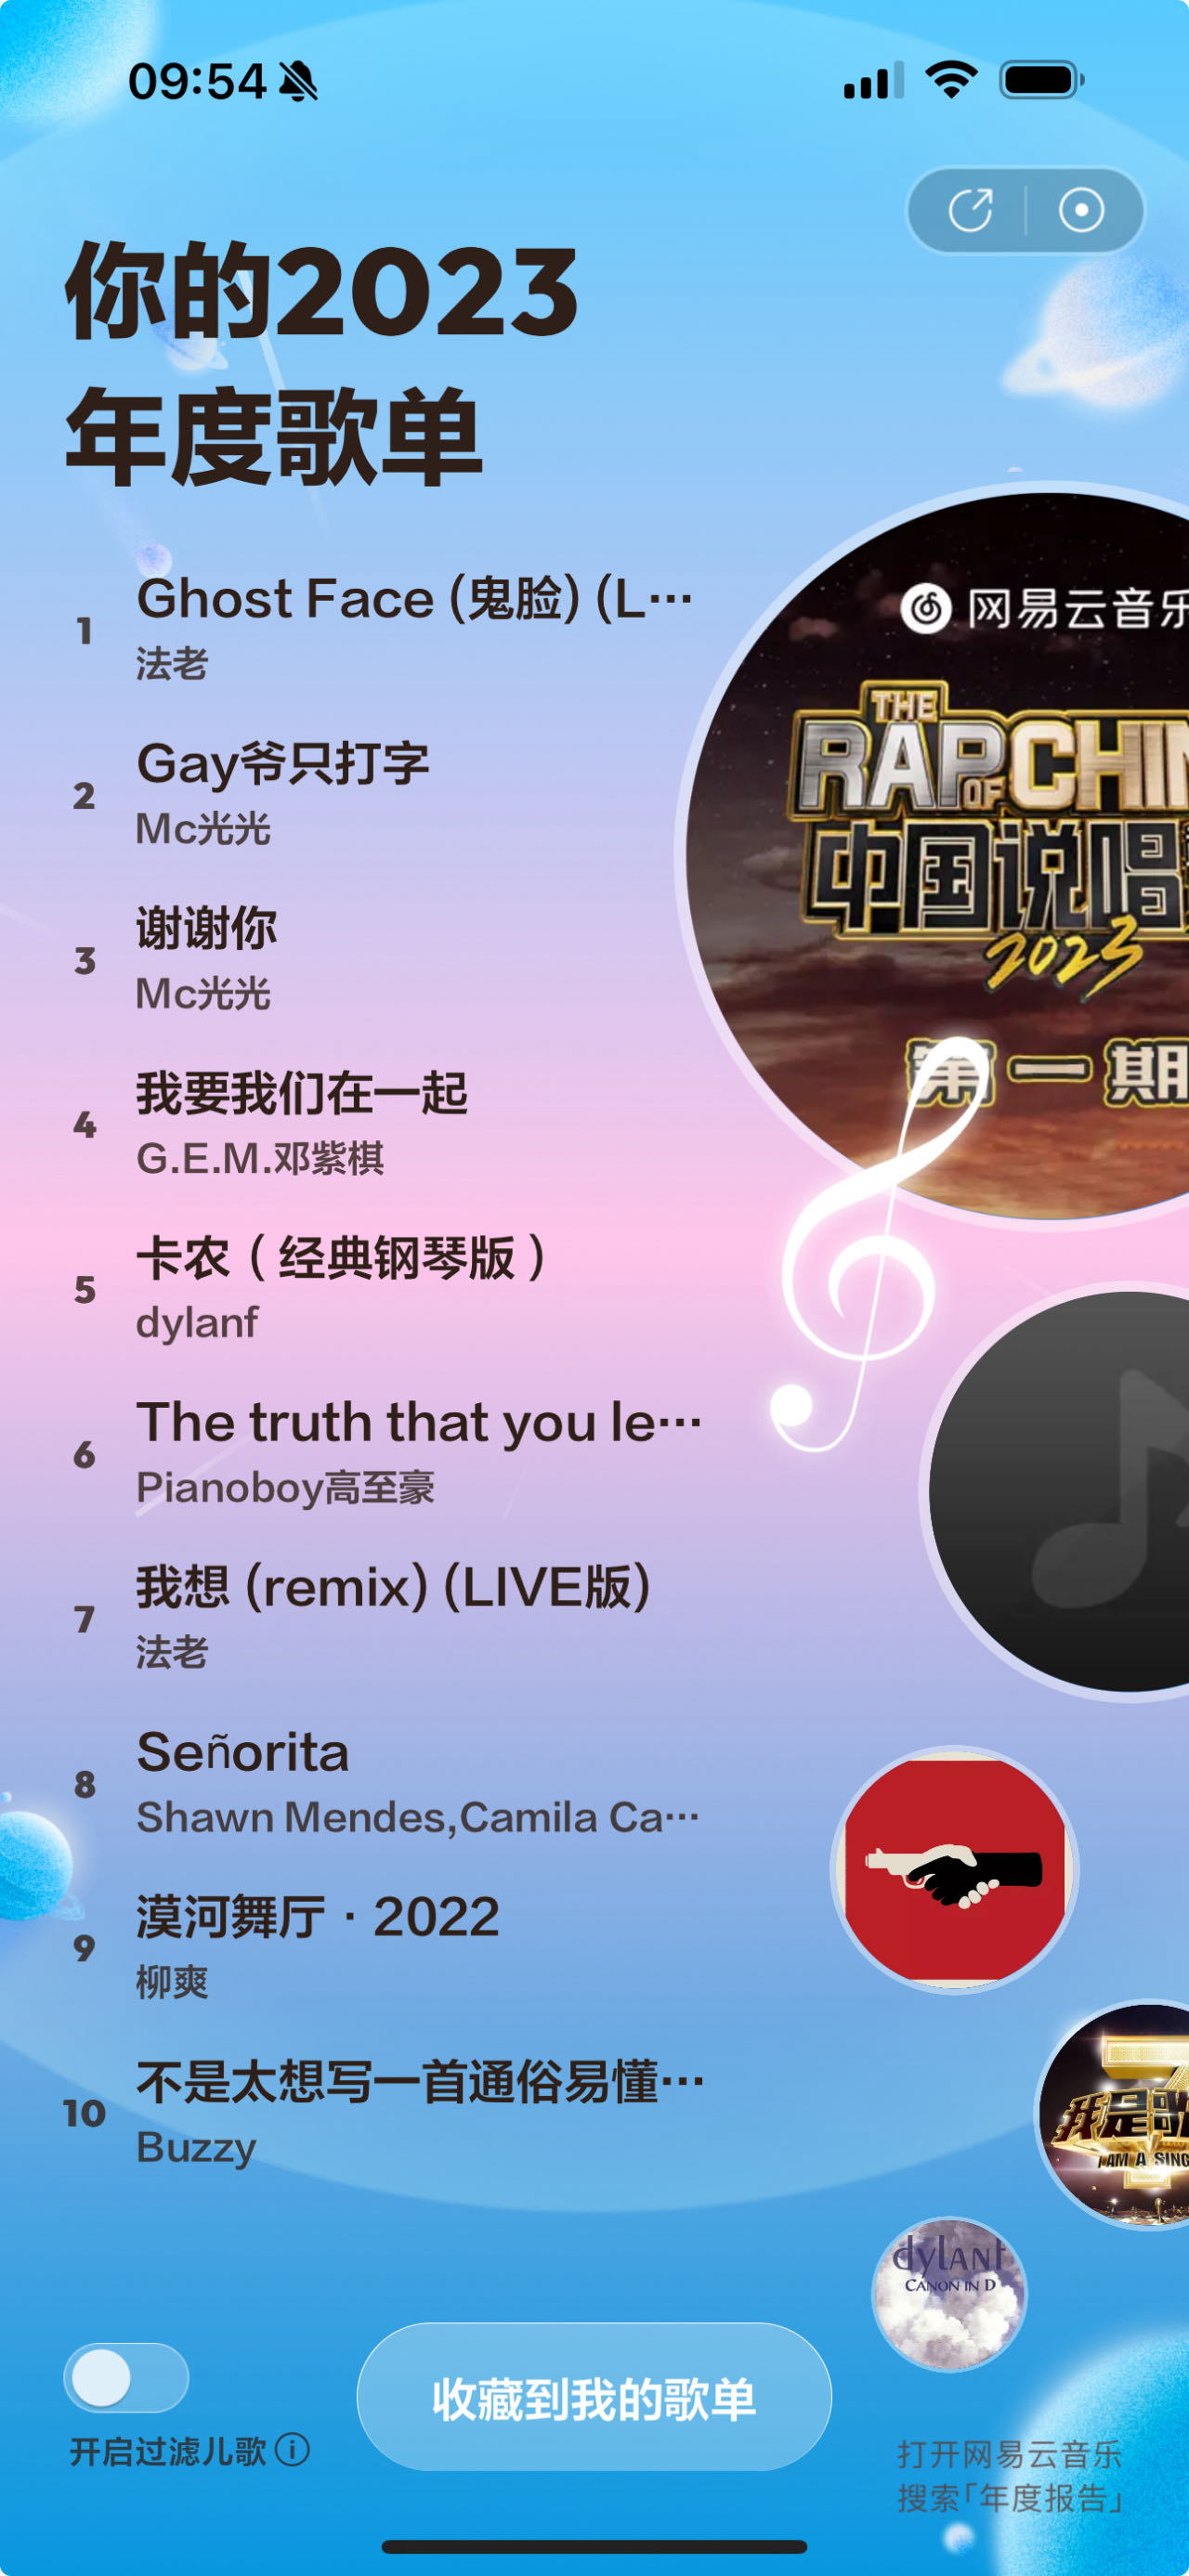 09:54
你的2023
年度歌单
1
Ghost Face (鬼脸) (L…
法老
2
Gay爷只打字
Mc光光
3
谢谢你
Mc光光
4
我要我们在一起
G.E.M.邓紫棋
5
卡农（经典钢琴版）
dylanf
6
The truth that you le…
Pianoboy高至豪
7
我想 (remix) (LIVE版)
法老
8
Señorita
Shawn Mendes,Camila Ca…
9
漠河舞厅 · 2022
柳爽
10
不是太想写一首通俗易懂…
Buzzy
网易云音乐
THE
RAP OF CHIN
中国说唱
2023
第一期
我是歌
I AM A SING
dylanf
CANON IN D
开启过滤儿歌
收藏到我的歌单
打开网易云音乐
搜索「年度报告」